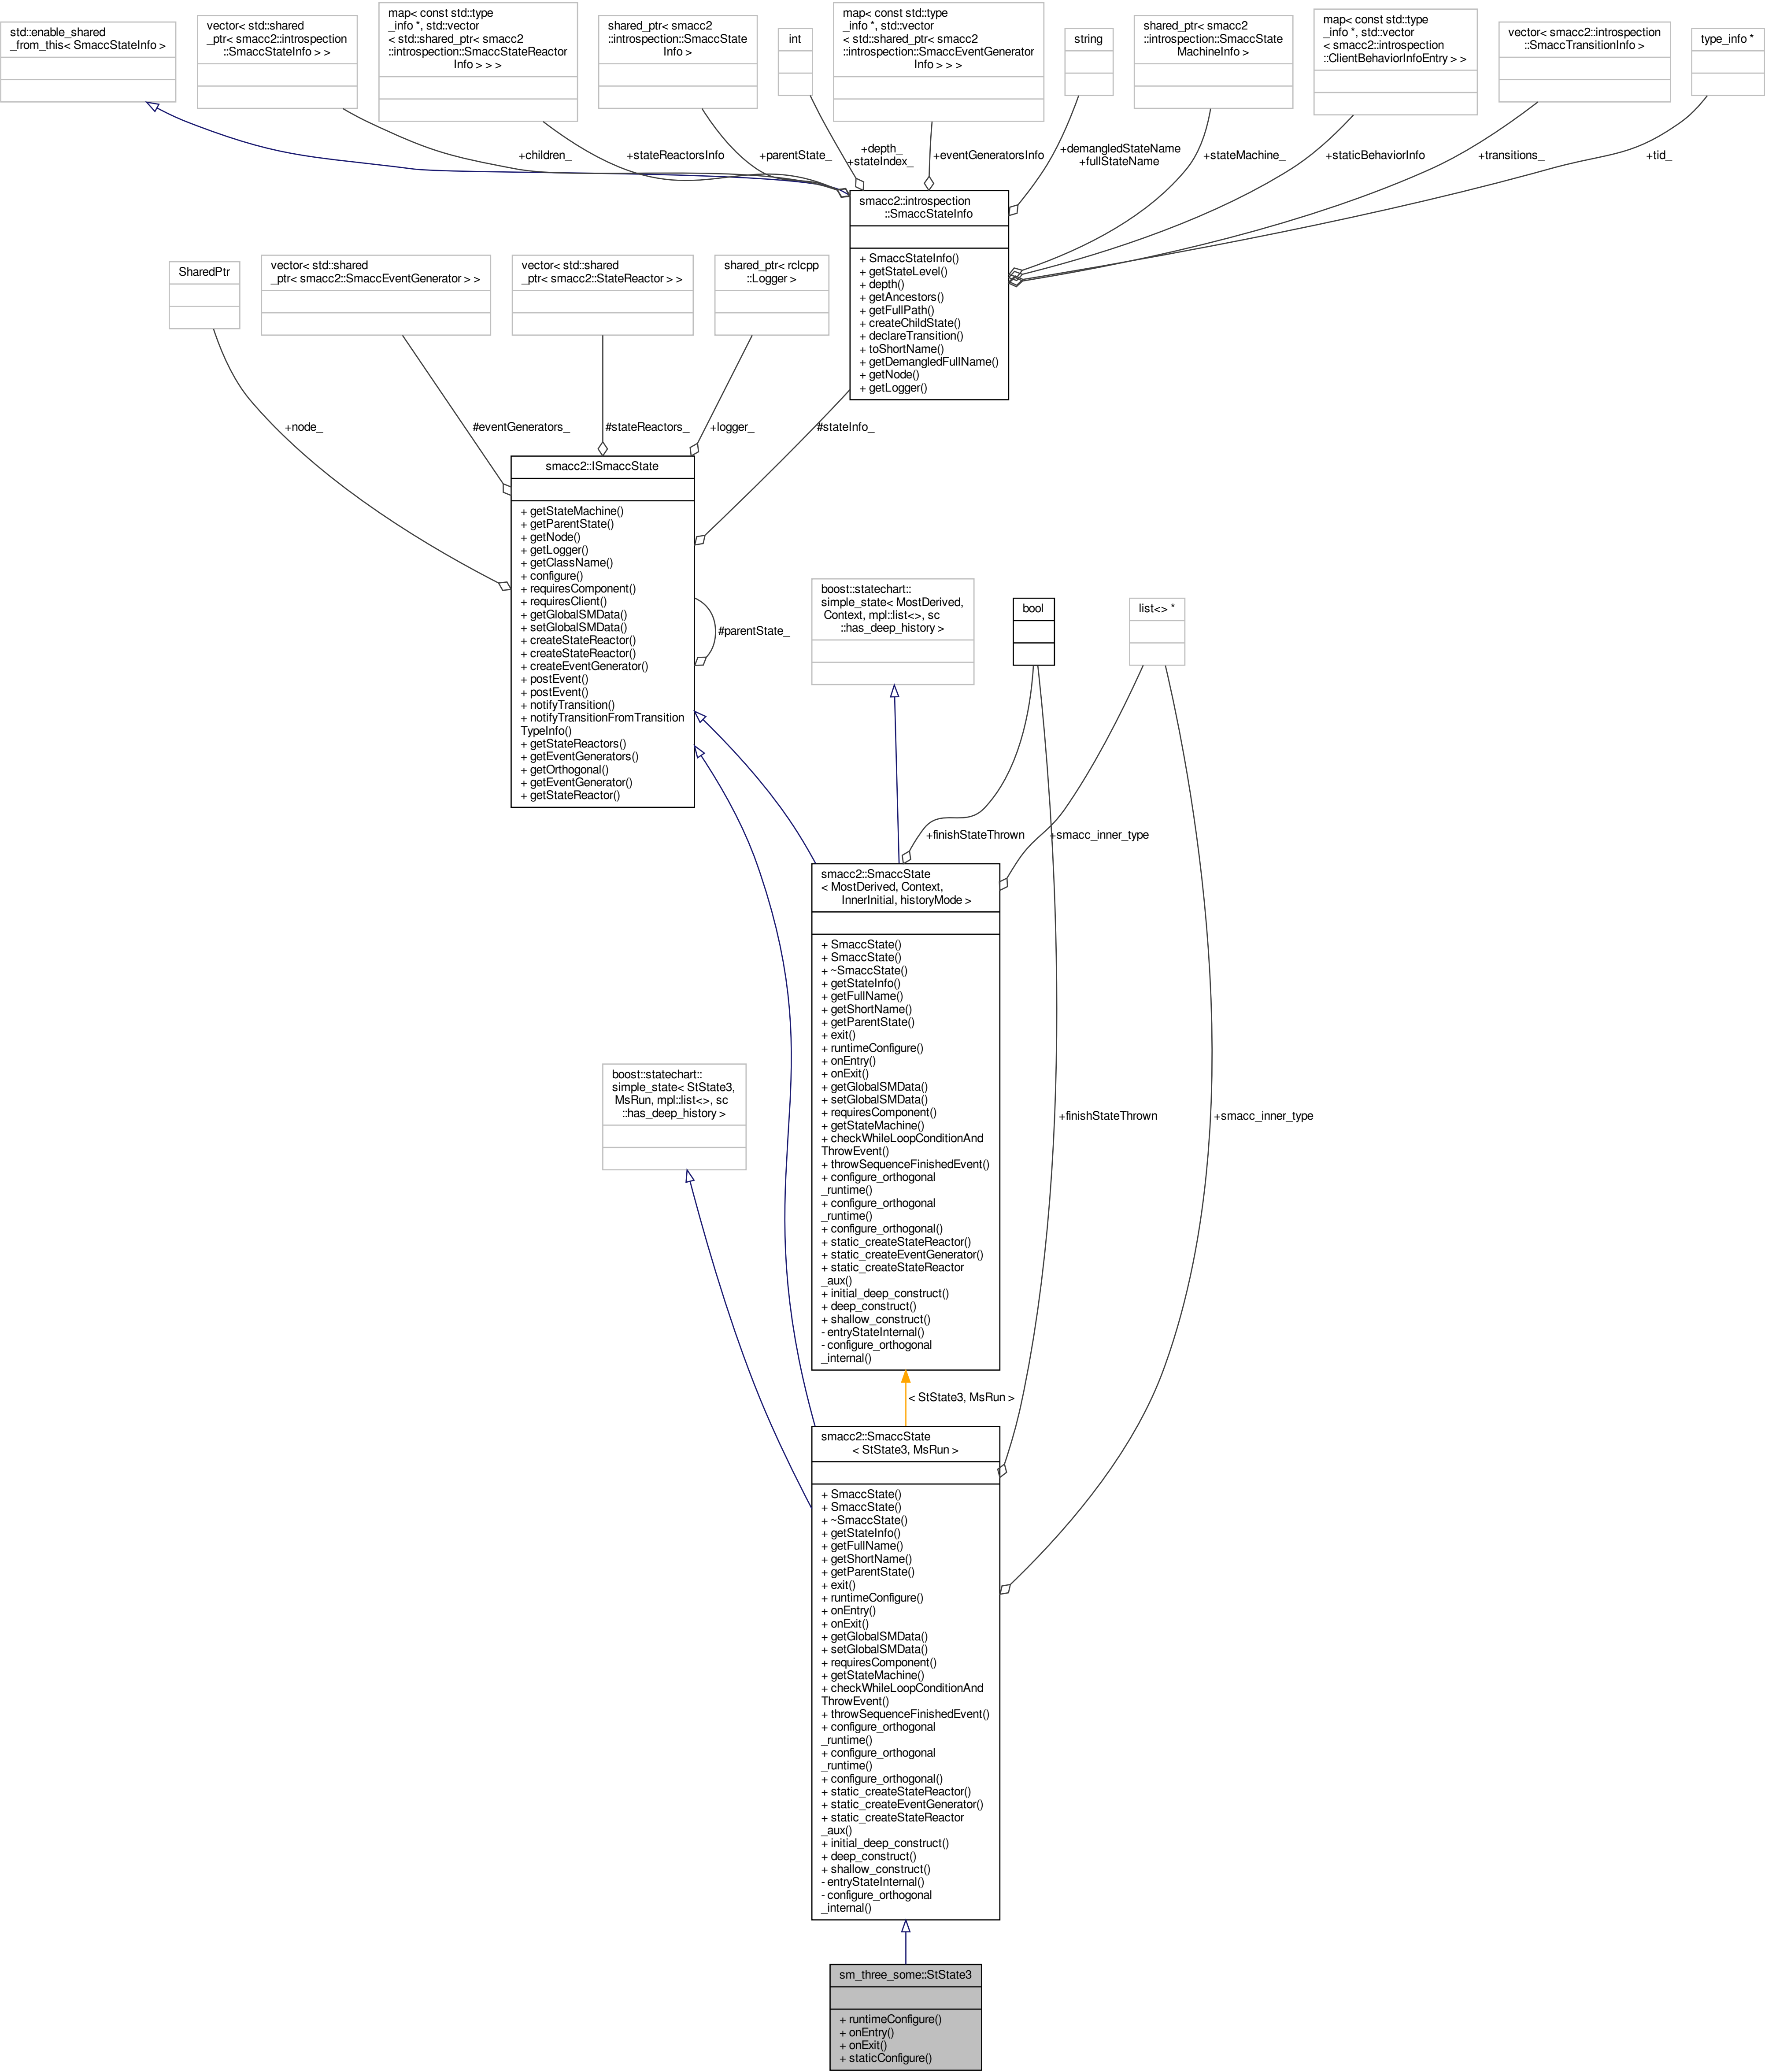 std::enable_shared
_from_this< SmaccStateInfo >
vector< std::shared
_ptr< smacc2::introspection
::SmaccStateInfo > >
map< const std::type
_info *, std::vector
< std::shared_ptr< smacc2
::introspection::SmaccStateReactor
Info > > >
shared_ptr< smacc2
::introspection::SmaccState
Info >
int
map< const std::type
_info *, std::vector
< std::shared_ptr< smacc2
::introspection::SmaccEventGenerator
Info > > >
string
shared_ptr< smacc2
::introspection::SmaccState
MachineInfo >
map< const std::type
_info *, std::vector
< smacc2::introspection
::ClientBehaviorInfoEntry > >
vector< smacc2::introspection
::SmaccTransitionInfo >
type_info *
+children_
+stateReactorsInfo
+parentState_
+depth_
+stateIndex_
+eventGeneratorsInfo
+demangledStateName
+fullStateName
+stateMachine_
+staticBehaviorInfo
+transitions_
+tid_
smacc2::introspection
::SmaccStateInfo
+ SmaccStateInfo()
+ getStateLevel()
+ depth()
+ getAncestors()
+ getFullPath()
+ createChildState()
+ declareTransition()
+ toShortName()
+ getDemangledFullName()
+ getNode()
+ getLogger()
SharedPtr
vector< std::shared
_ptr< smacc2::SmaccEventGenerator > >
vector< std::shared
_ptr< smacc2::StateReactor > >
shared_ptr< rclcpp
::Logger >
+node_
#eventGenerators_
#stateReactors_
+logger_
#stateInfo_
smacc2::ISmaccState
+ getStateMachine()
+ getParentState()
+ getNode()
+ getLogger()
+ getClassName()
+ configure()
+ requiresComponent()
+ requiresClient()
+ getGlobalSMData()
+ setGlobalSMData()
+ createStateReactor()
+ createStateReactor()
+ createEventGenerator()
+ postEvent()
+ postEvent()
+ notifyTransition()
+ notifyTransitionFromTransition
TypeInfo()
+ getStateReactors()
+ getEventGenerators()
+ getOrthogonal()
+ getEventGenerator()
+ getStateReactor()
#parentState_
boost::statechart::
simple_state< MostDerived,
Context, mpl::list<>, sc
::has_deep_history >
bool
list<> *
+finishStateThrown
+smacc_inner_type
smacc2::SmaccState
< MostDerived, Context,
InnerInitial, historyMode >
+ SmaccState()
+ SmaccState()
+ ~SmaccState()
+ getStateInfo()
+ getFullName()
+ getShortName()
+ getParentState()
+ exit()
+ runtimeConfigure()
+ onEntry()
+ onExit()
+ getGlobalSMData()
+ setGlobalSMData()
+ requiresComponent()
+ getStateMachine()
+ checkWhileLoopConditionAnd
ThrowEvent()
+ throwSequenceFinishedEvent()
+ configure_orthogonal
_runtime()
+ configure_orthogonal
_runtime()
+ configure_orthogonal()
+ static_createStateReactor()
+ static_createEventGenerator()
+ static_createStateReactor
_aux()
+ initial_deep_construct()
+ deep_construct()
+ shallow_construct()
- entryStateInternal()
- configure_orthogonal
_internal()
boost::statechart::
simple_state< StState3,
MsRun, mpl::list<>, sc
::has_deep_history >
+finishStateThrown
+smacc_inner_type
< StState3, MsRun >
smacc2::SmaccState
< StState3, MsRun >
+ SmaccState()
+ SmaccState()
+ ~SmaccState()
+ getStateInfo()
+ getFullName()
+ getShortName()
+ getParentState()
+ exit()
+ runtimeConfigure()
+ onEntry()
+ onExit()
+ getGlobalSMData()
+ setGlobalSMData()
+ requiresComponent()
+ getStateMachine()
+ checkWhileLoopConditionAnd
ThrowEvent()
+ throwSequenceFinishedEvent()
+ configure_orthogonal
_runtime()
+ configure_orthogonal
_runtime()
+ configure_orthogonal()
+ static_createStateReactor()
+ static_createEventGenerator()
+ static_createStateReactor
_aux()
+ initial_deep_construct()
+ deep_construct()
+ shallow_construct()
- entryStateInternal()
- configure_orthogonal
_internal()
sm_three_some::StState3
+ runtimeConfigure()
+ onEntry()
+ onExit()
+ staticConfigure()